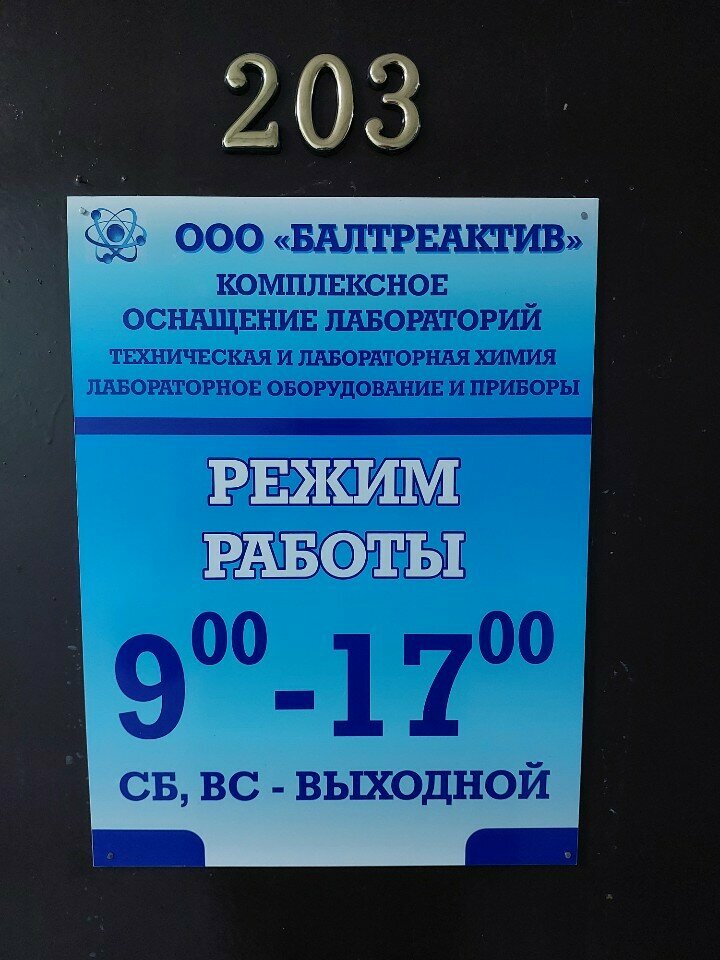 203
ООО «БАЛТРЕАКТИВ»
КОМПЛЕКСНОЕ
ОСНАЩЕНИЕ ЛАБОРАТОРИЙ
ТЕХНИЧЕСКАЯ И ЛАБОРАТОРНАЯ ХИМИЯ
ЛАБОРАТОРНОЕ ОБОРУДОВАНИЕ И ПРИБОРЫ
РЕЖИМ
РАБОТЫ
9⁰⁰-17⁰⁰
СБ, ВС - ВЫХОДНОЙ